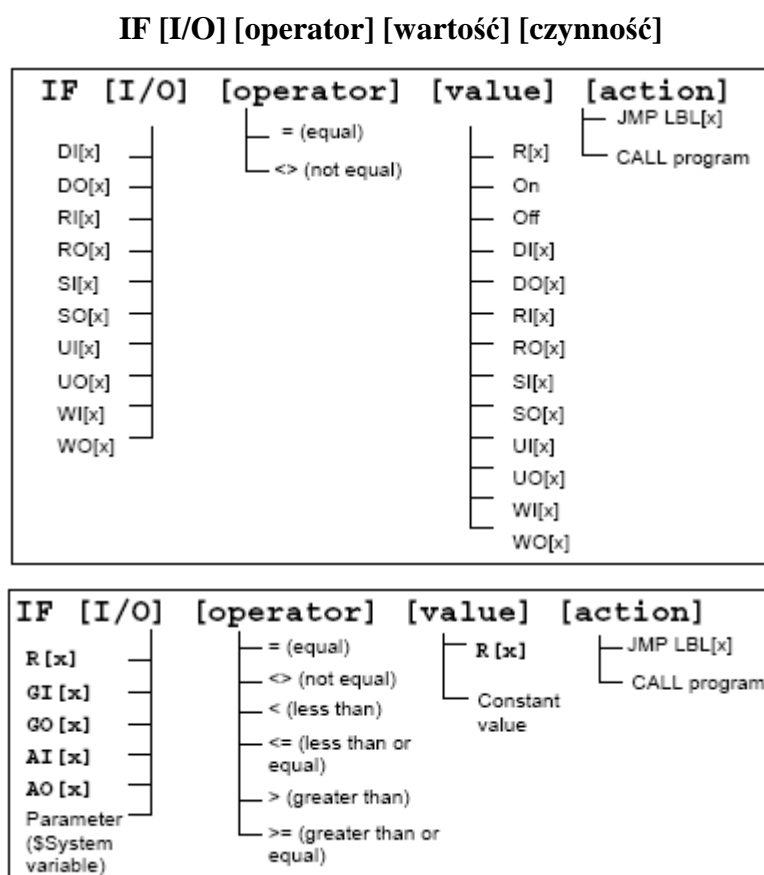 IF [I/O] [operator] [wartość] [czynność]
IF [I/O] [operator] [value] [action]
DI[x]
DO[x]
RI[x]
RO[x]
SI[x]
SO[x]
UI[x]
UO[x]
WI[x]
WO[x]
= (equal)
<> (not equal)
R[x]
On
Off
DI[x]
DO[x]
RI[x]
RO[x]
SI[x]
SO[x]
UI[x]
UO[x]
WI[x]
WO[x]
JMP LBL[x]
CALL program
IF [I/O] [operator] [value] [action]
R[x]
GI[x]
GO[x]
AI[x]
AO[x]
Parameter
($System
variable)
= (equal)
<> (not equal)
< (less than)
<= (less than or
equal)
> (greater than)
>= (greater than or
equal)
R[x]
Constant
value
JMP LBL[x]
CALL program